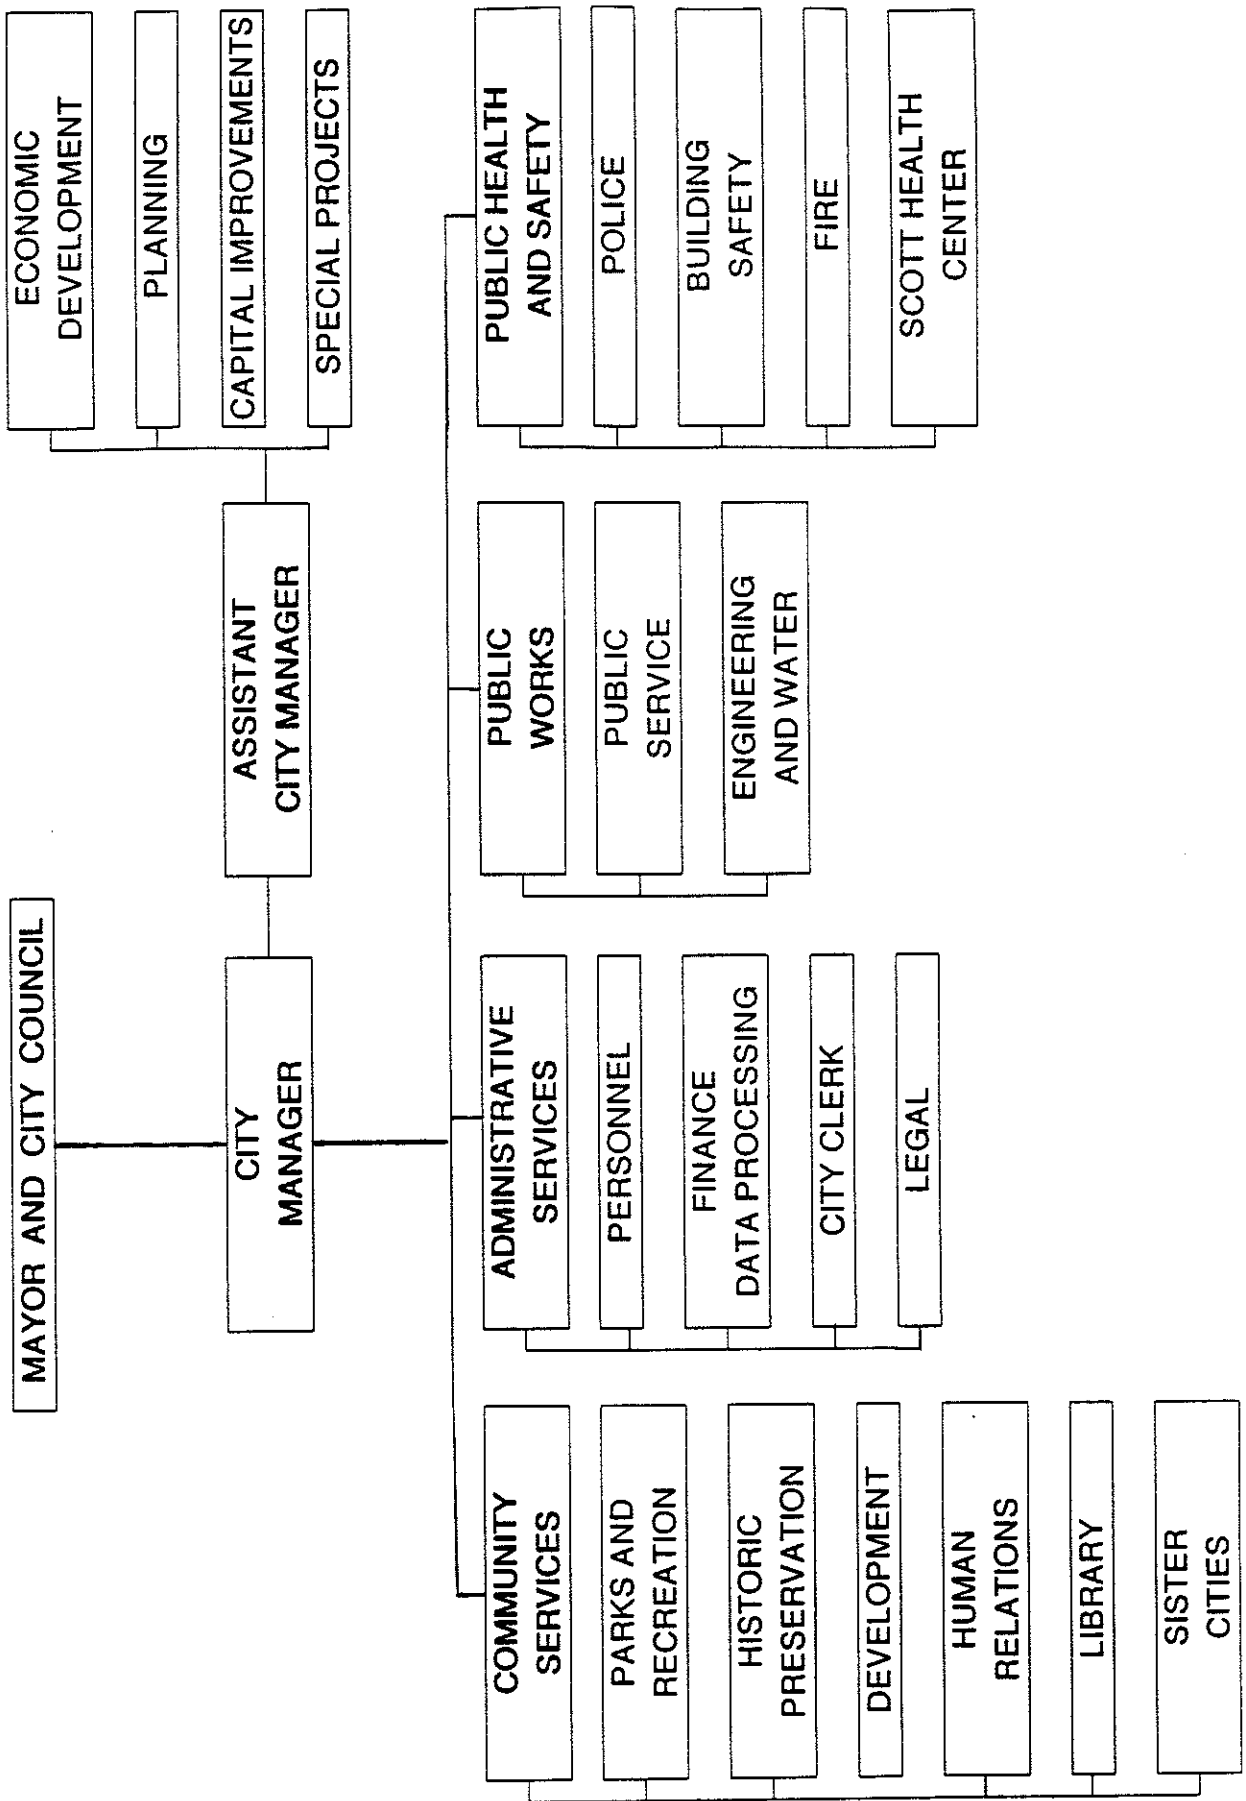 MAYOR AND CITY COUNCIL
CITY
MANAGER
ASSISTANT
CITY MANAGER
ECONOMIC
DEVELOPMENT
PLANNING
CAPITAL IMPROVEMENTS
SPECIAL PROJECTS
COMMUNITY
SERVICES
PARKS AND
RECREATION
HISTORIC
PRESERVATION
DEVELOPMENT
HUMAN
RELATIONS
LIBRARY
SISTER
CITIES
ADMINISTRATIVE
SERVICES
PERSONNEL
FINANCE
DATA PROCESSING
CITY CLERK
LEGAL
PUBLIC
WORKS
PUBLIC
SERVICE
ENGINEERING
AND WATER
PUBLIC HEALTH
AND SAFETY
POLICE
BUILDING
SAFETY
FIRE
SCOTT HEALTH
CENTER